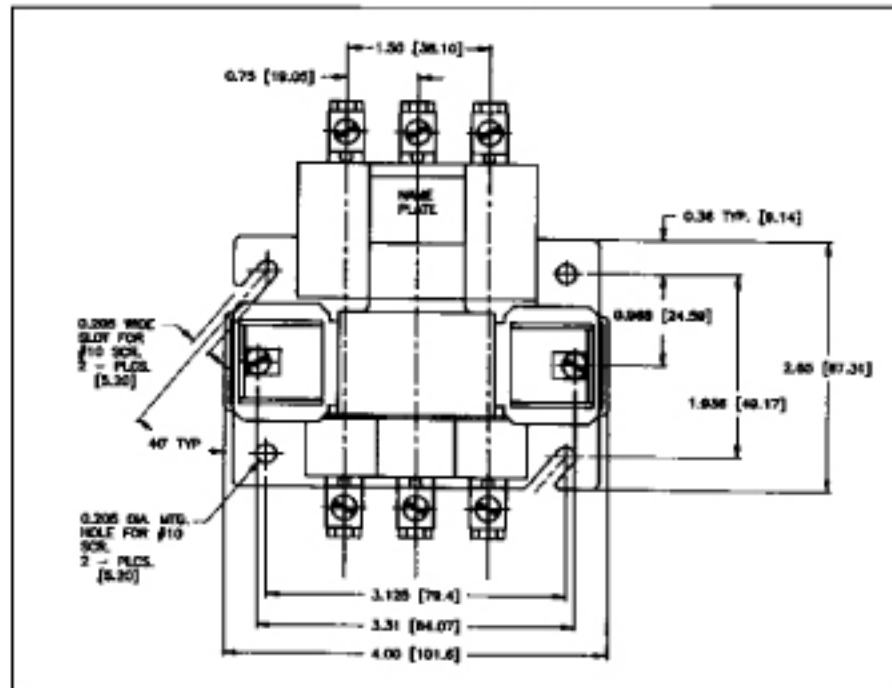 1.50 [38.10]
0.75 [19.05]
NAME
PLATE
0.36 TYP. [9.14]
0.968 [24.59]
0.205 WIDE
SLOT FOR
#10 SCR.
2 - PLCS.
[5.20]
2.65 [67.31]
1.936 [49.17]
40° TYP
0.205 DIA. MTG.
HOLE FOR #10
SCR.
2 - PLCS.
[5.20]
3.125 [79.4]
3.31 [84.07]
4.00 [101.6]